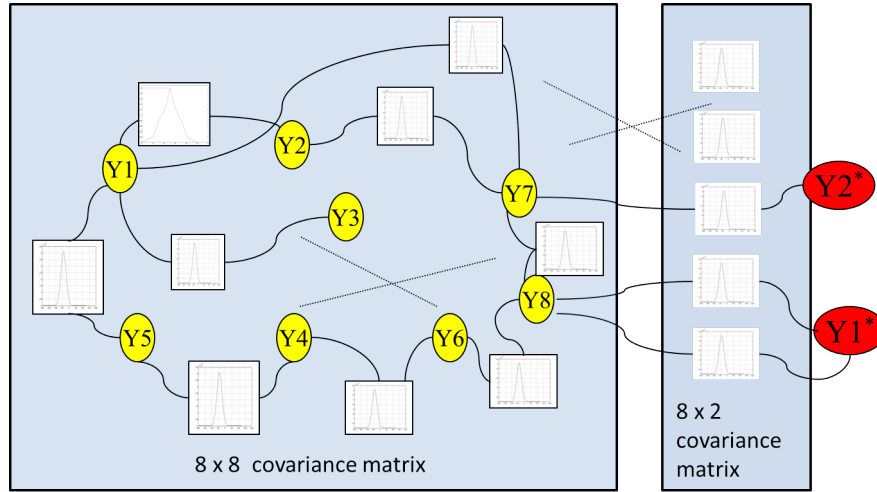 Y1
Y2
Y7
Y3
Y2*
Y8
Y5
Y4
Y6
Y1*
8 x 8 covariance matrix
8 x 2
covariance
matrix